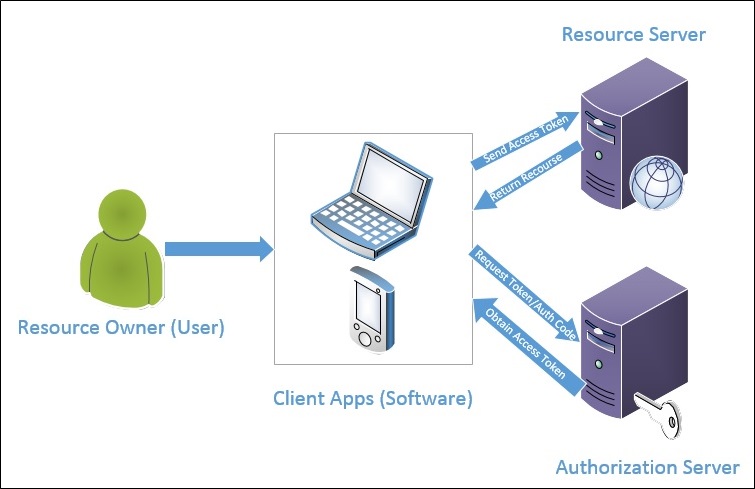 Resource Server
Send Access Token
Return Recourse
Resource Owner (User)
Request Token/Auth Code
Obtain Access Token
Client Apps (Software)
Authorization Server